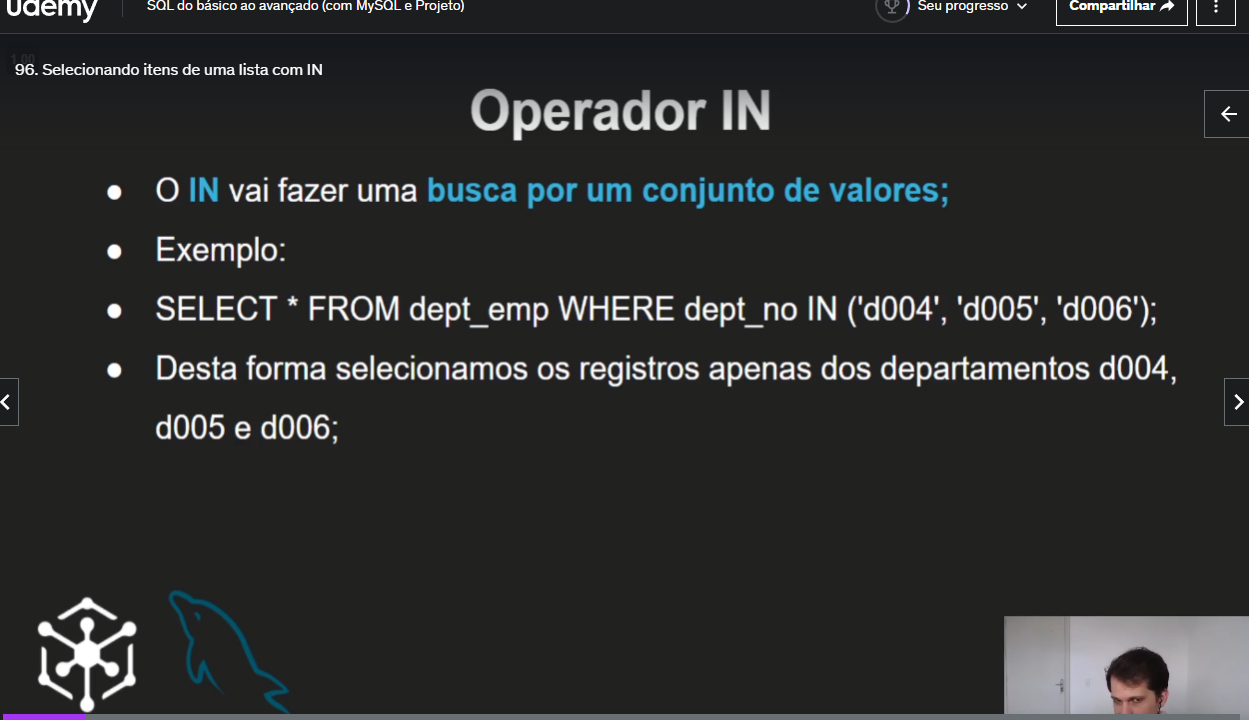 udemy
SQL do básico ao avançado (com MySQL e Projeto)
Seu progresso
Compartilhar
1.00
96. Selecionando itens de uma lista com IN
Operador IN
● O IN vai fazer uma busca por um conjunto de valores;
● Exemplo:
● SELECT * FROM dept_emp WHERE dept_no IN ('d004', 'd005', 'd006');
● Desta forma selecionamos os registros apenas dos departamentos d004,
d005 e d006;